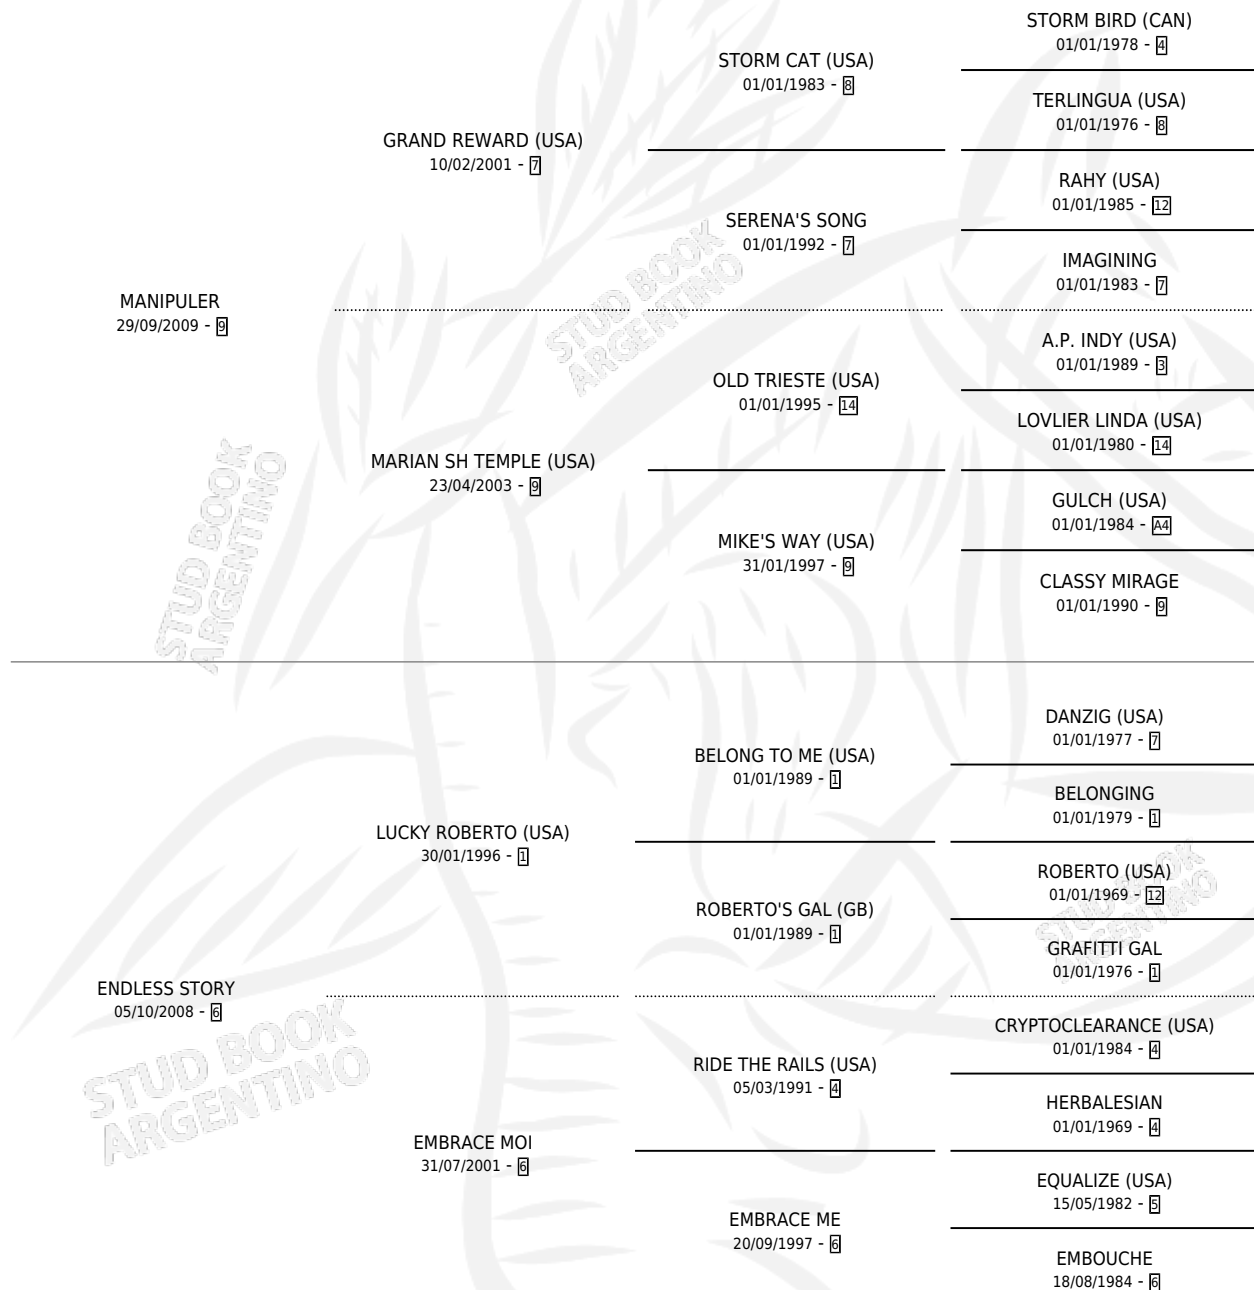 STORM BIRD (CAN)
01/01/1978 - 4
STORM CAT (USA)
01/01/1983 - 8
TERLINGUA (USA)
01/01/1976 - 8
GRAND REWARD (USA)
10/02/2001 - 7
RAHY (USA)
01/01/1985 - 12
SERENA'S SONG
01/01/1992 - 7
IMAGINING
01/01/1983 - 7
MANIPULER
29/09/2009 - 9
A.P. INDY (USA)
01/01/1989 - 3
OLD TRIESTE (USA)
01/01/1995 - 14
LOVLIER LINDA (USA)
01/01/1980 - 14
MARIAN SH TEMPLE (USA)
23/04/2003 - 9
GULCH (USA)
01/01/1984 - A4
MIKE'S WAY (USA)
31/01/1997 - 9
CLASSY MIRAGE
01/01/1990 - 9
DANZIG (USA)
01/01/1977 - 7
BELONG TO ME (USA)
01/01/1989 - 1
BELONGING
01/01/1979 - 1
LUCKY ROBERTO (USA)
30/01/1996 - 1
ROBERTO (USA)
01/01/1969 - 12
ROBERTO'S GAL (GB)
01/01/1989 - 1
GRAFITTI GAL
01/01/1976 - 1
ENDLESS STORY
05/10/2008 - 6
CRYPTOCLEARANCE (USA)
01/01/1984 - 4
RIDE THE RAILS (USA)
05/03/1991 - 4
HERBALESIAN
01/01/1969 - 4
EMBRACE MOI
31/07/2001 - 6
EQUALIZE (USA)
15/05/1982 - 5
EMBRACE ME
20/09/1997 - 6
EMBOUCHE
18/08/1984 - 6
STUD BOOK
ARGENTINO
STUD BOOK
ARGENTINO
STUD BOOK
ARGENTINO
STUD BOOK
ARGENTINO